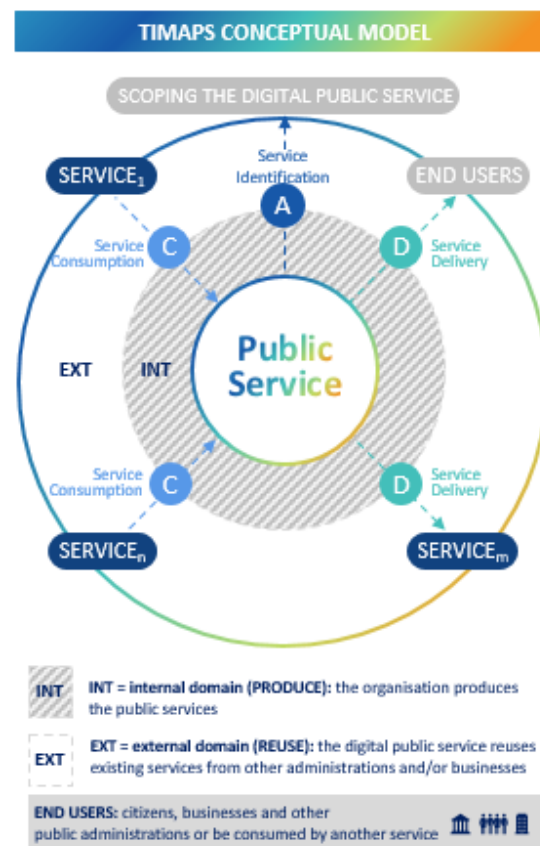 TIMAPS CONCEPTUAL MODEL
SCOPING THE DIGITAL PUBLIC SERVICE
SERVICE₁
Service
Identification
END USERS
A
Service
Consumption
C
D
Service
Delivery
Public
Service
EXT
INT
Service
Consumption
C
D
Service
Delivery
SERVICEₙ
SERVICEₘ
INT
INT = internal domain (PRODUCE): the organisation produces
the public services
EXT
EXT = external domain (REUSE): the digital public service reuses
existing services from other administrations and/or businesses
END USERS: citizens, businesses and other
public administrations or be consumed by another service